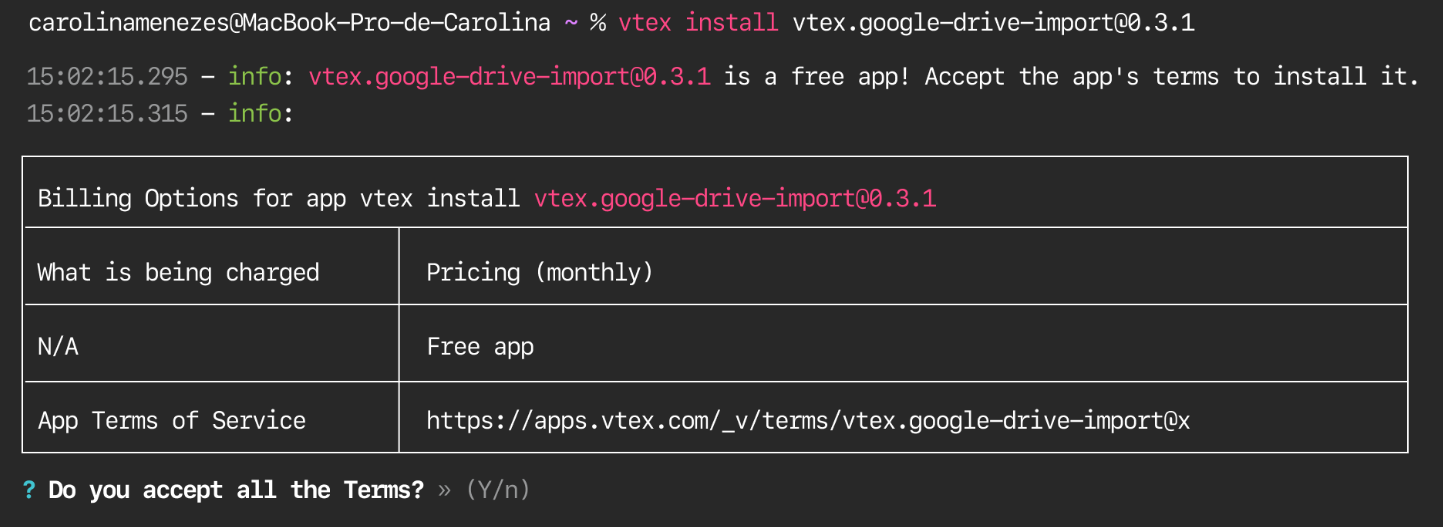 carolinamenezes@MacBook-Pro-de-Carolina ~ % vtex install vtex.google-drive-import@0.3.1
15:02:15.295 – info: vtex.google-drive-import@0.3.1 is a free app! Accept the app's terms to install it.
15:02:15.315 – info:
Billing Options for app vtex install vtex.google-drive-import@0.3.1
What is being charged Pricing (monthly)
N/A Free app
App Terms of Service https://apps.vtex.com/_v/terms/vtex.google-drive-import@x
? Do you accept all the Terms? » (Y/n)